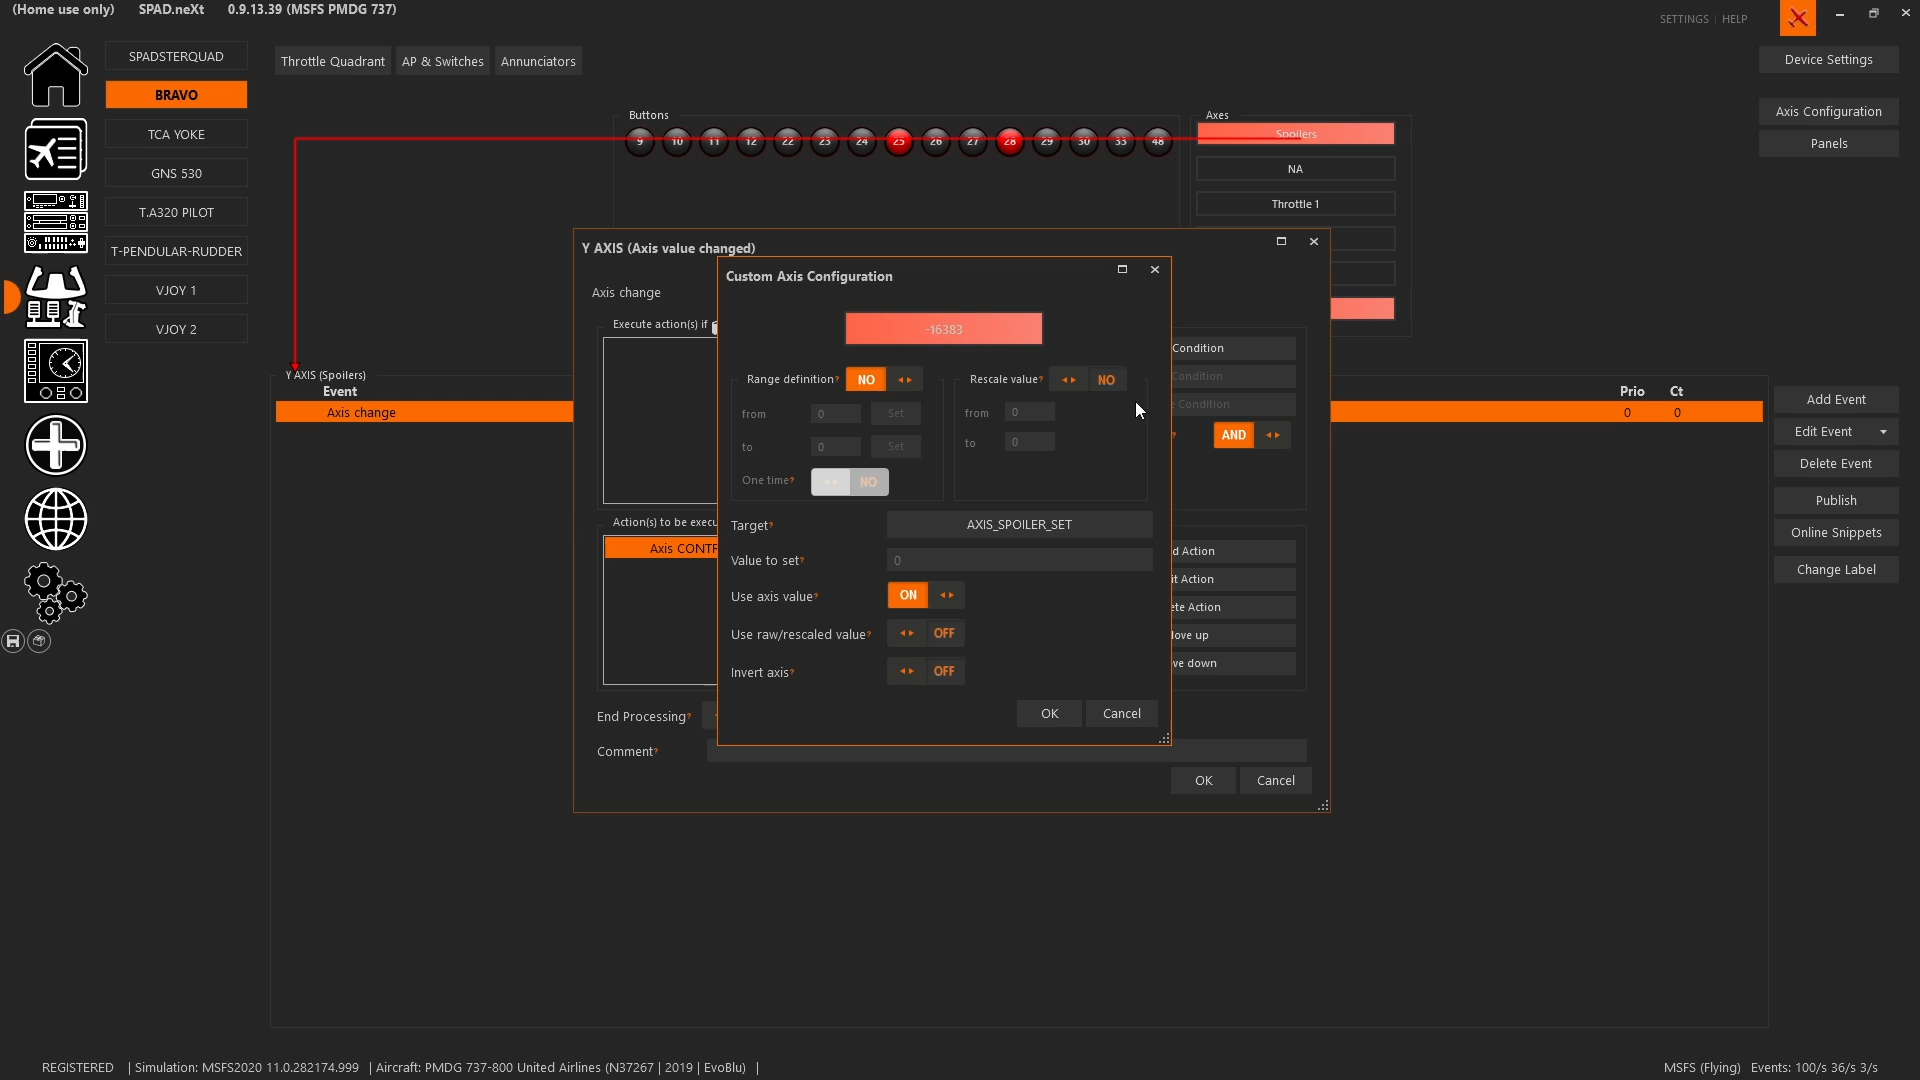 (Home use only) SPAD.neXt 0.9.13.39 (MSFS PMDG 737)
SETTINGS | HELP
SPADSTERQUAD
BRAVO
TCA YOKE
GNS 530
T.A320 PILOT
T-PENDULAR-RUDDER
VJOY 1
VJOY 2
Throttle Quadrant
AP & Switches
Annunciators
Device Settings
Axis Configuration
Panels
Buttons
9 10 11 12 22 23 24 25 26 27 28 29 30 33 48
Axes
Spoilers
NA
Throttle 1
Y AXIS (Spoilers)
Event Prio Ct
Axis change 0 0
Add Event
Edit Event
Delete Event
Publish
Online Snippets
Change Label
Y AXIS (Axis value changed)
Axis change
Execute action(s) if
Condition
Condition
Condition
? AND
Action(s) to be execu
Axis CONTR
d Action
it Action
ete Action
ove up
ve down
End Processing?
Comment?
OK Cancel
Custom Axis Configuration
-16383
Range definition? NO
from 0 Set
to 0 Set
One time? NO
Rescale value? NO
from 0
to 0
Target? AXIS_SPOILER_SET
Value to set? 0
Use axis value? ON
Use raw/rescaled value? OFF
Invert axis? OFF
OK Cancel
REGISTERED | Simulation: MSFS2020 11.0.282174.999 | Aircraft: PMDG 737-800 United Airlines (N37267 | 2019 | EvoBlu) |
MSFS (Flying) Events: 100/s 36/s 3/s